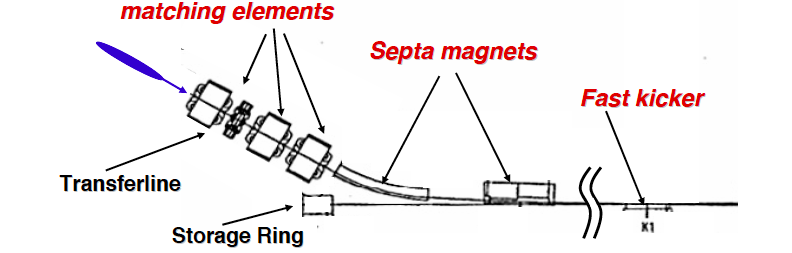 matching elements
Septa magnets
Fast kicker
Transferline
Storage Ring
K1